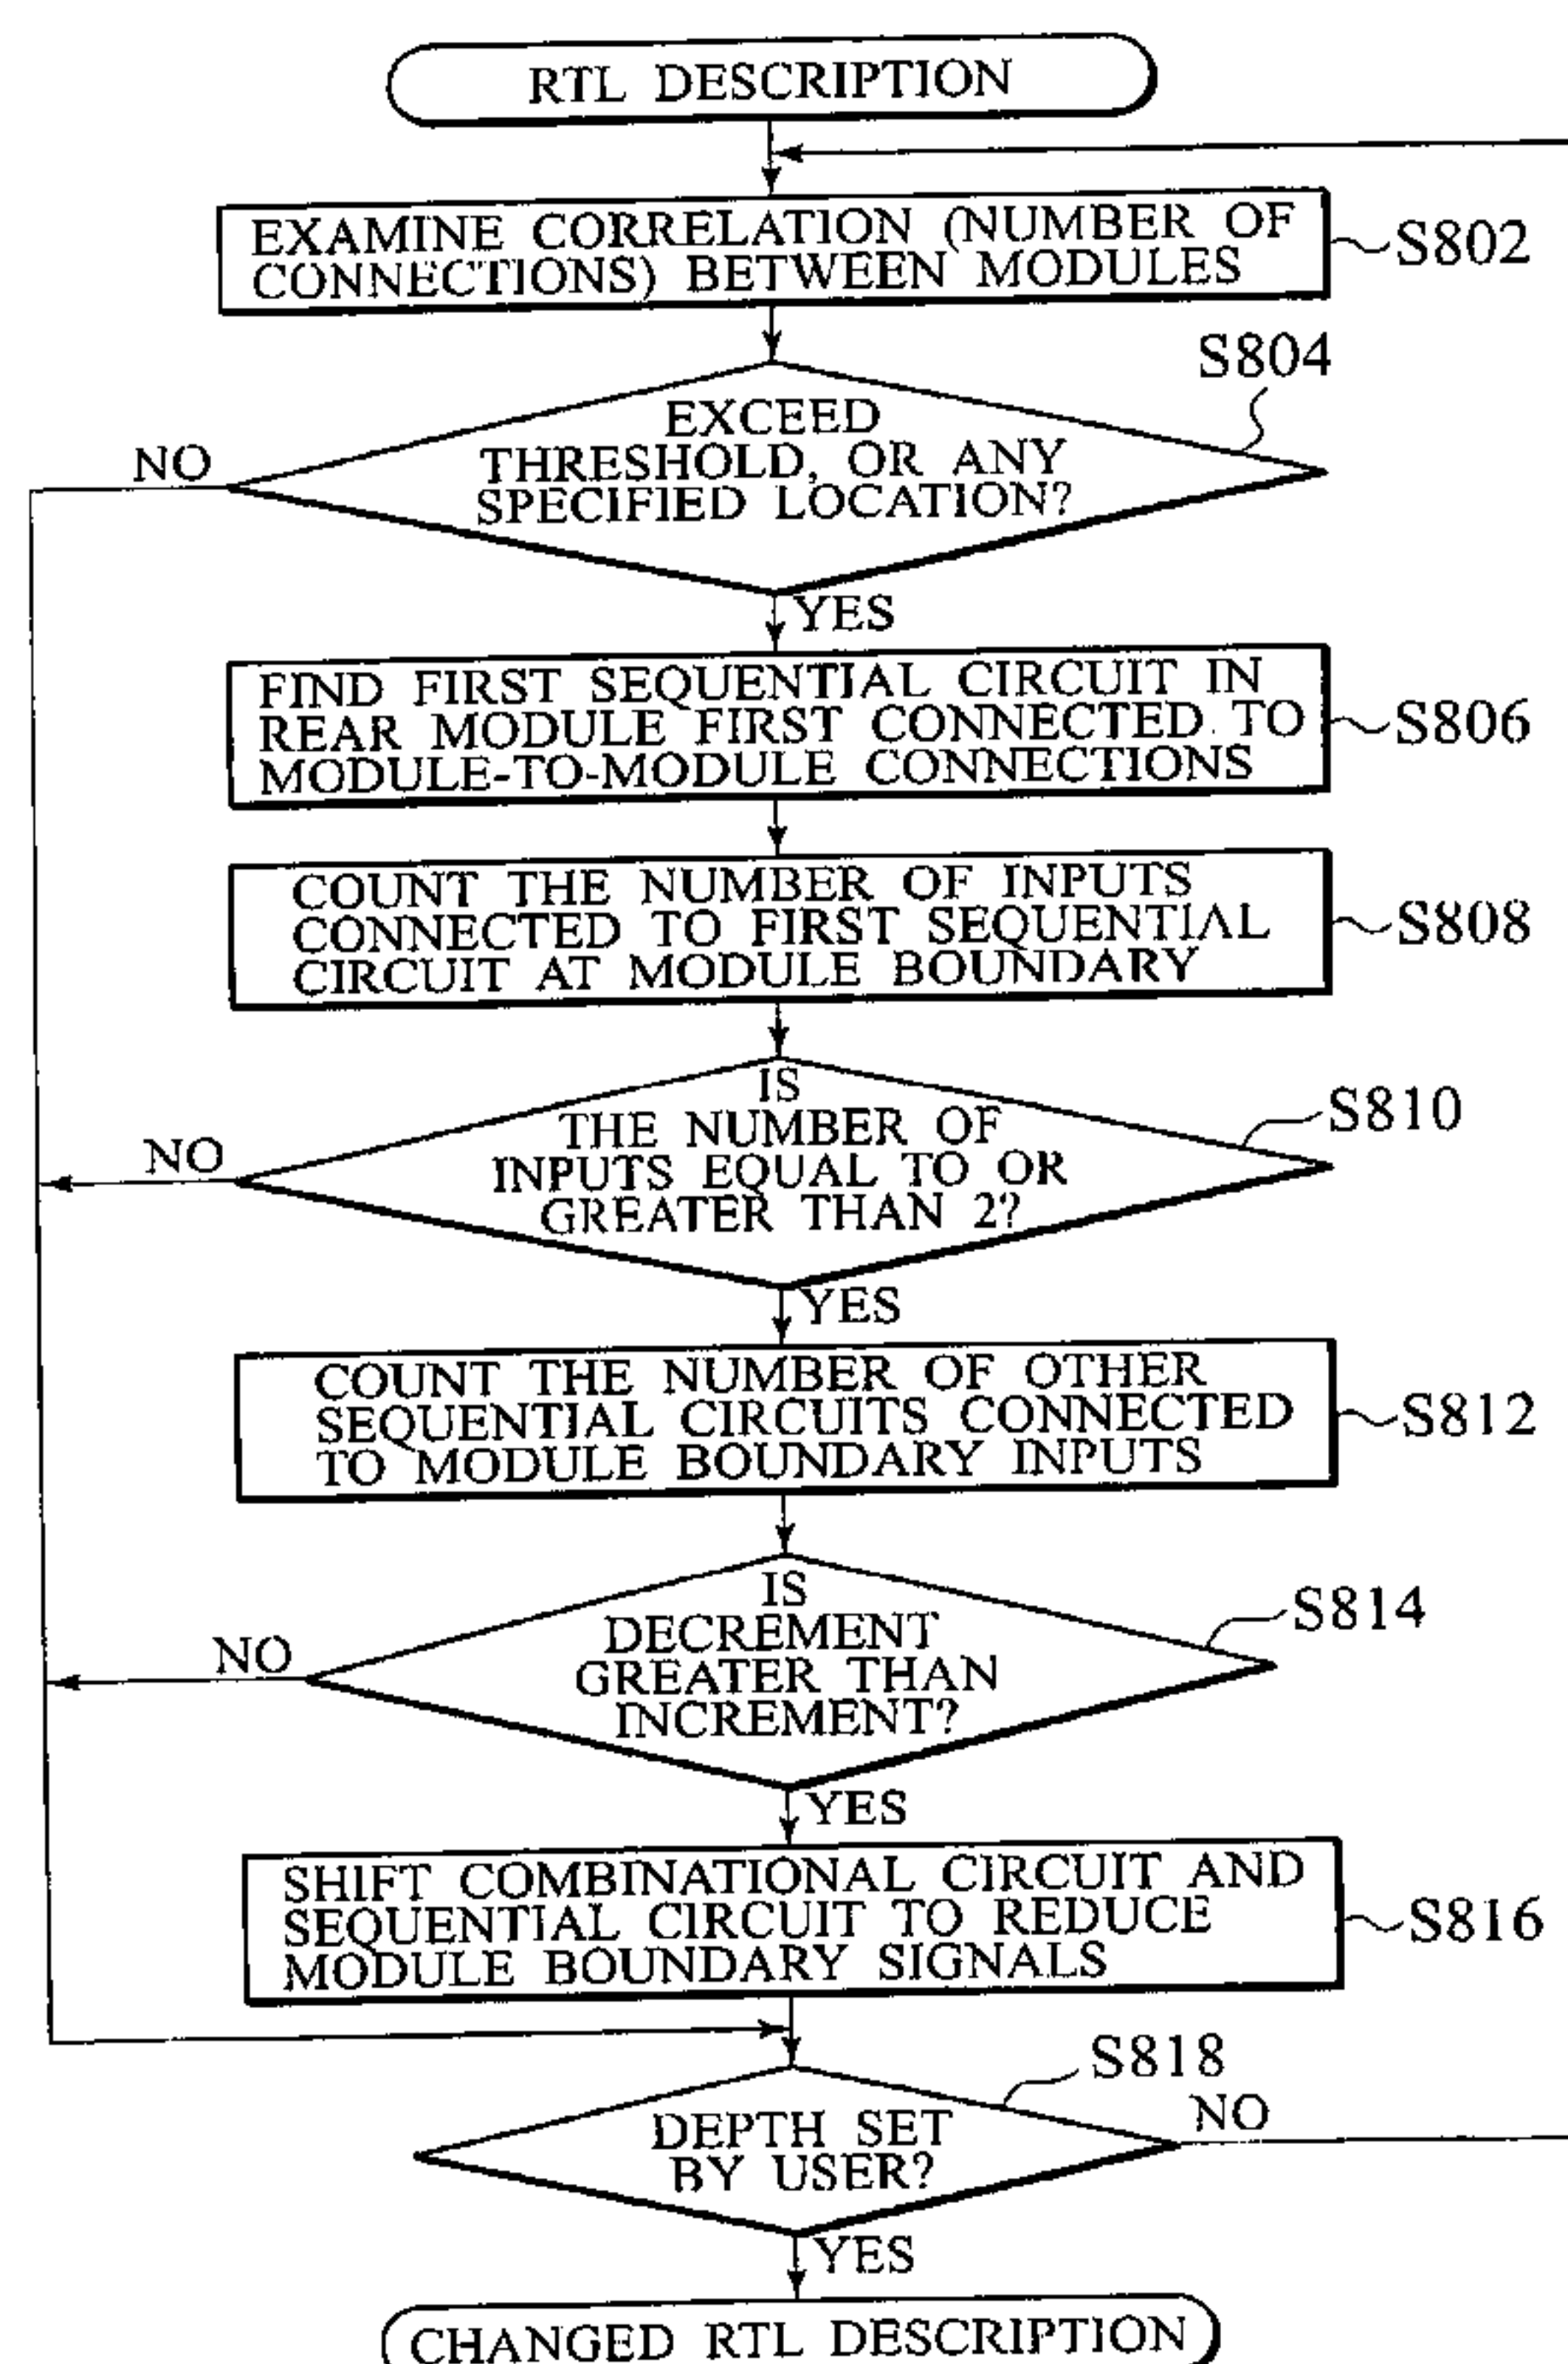 RTL DESCRIPTION
EXAMINE CORRELATION (NUMBER OF
CONNECTIONS) BETWEEN MODULES
S802
S804
EXCEED
THRESHOLD, OR ANY
SPECIFIED LOCATION?
NO
YES
FIND FIRST SEQUENTIAL CIRCUIT IN
REAR MODULE FIRST CONNECTED TO
MODULE-TO-MODULE CONNECTIONS
S806
COUNT THE NUMBER OF INPUTS
CONNECTED TO FIRST SEQUENTIAL
CIRCUIT AT MODULE BOUNDARY
S808
IS
THE NUMBER OF
INPUTS EQUAL TO OR
GREATER THAN 2?
S810
NO
YES
COUNT THE NUMBER OF OTHER
SEQUENTIAL CIRCUITS CONNECTED
TO MODULE BOUNDARY INPUTS
S812
IS
DECREMENT
GREATER THAN
INCREMENT?
S814
NO
YES
SHIFT COMBINATIONAL CIRCUIT AND
SEQUENTIAL CIRCUIT TO REDUCE
MODULE BOUNDARY SIGNALS
S816
S818
DEPTH SET
BY USER?
NO
YES
CHANGED RTL DESCRIPTION